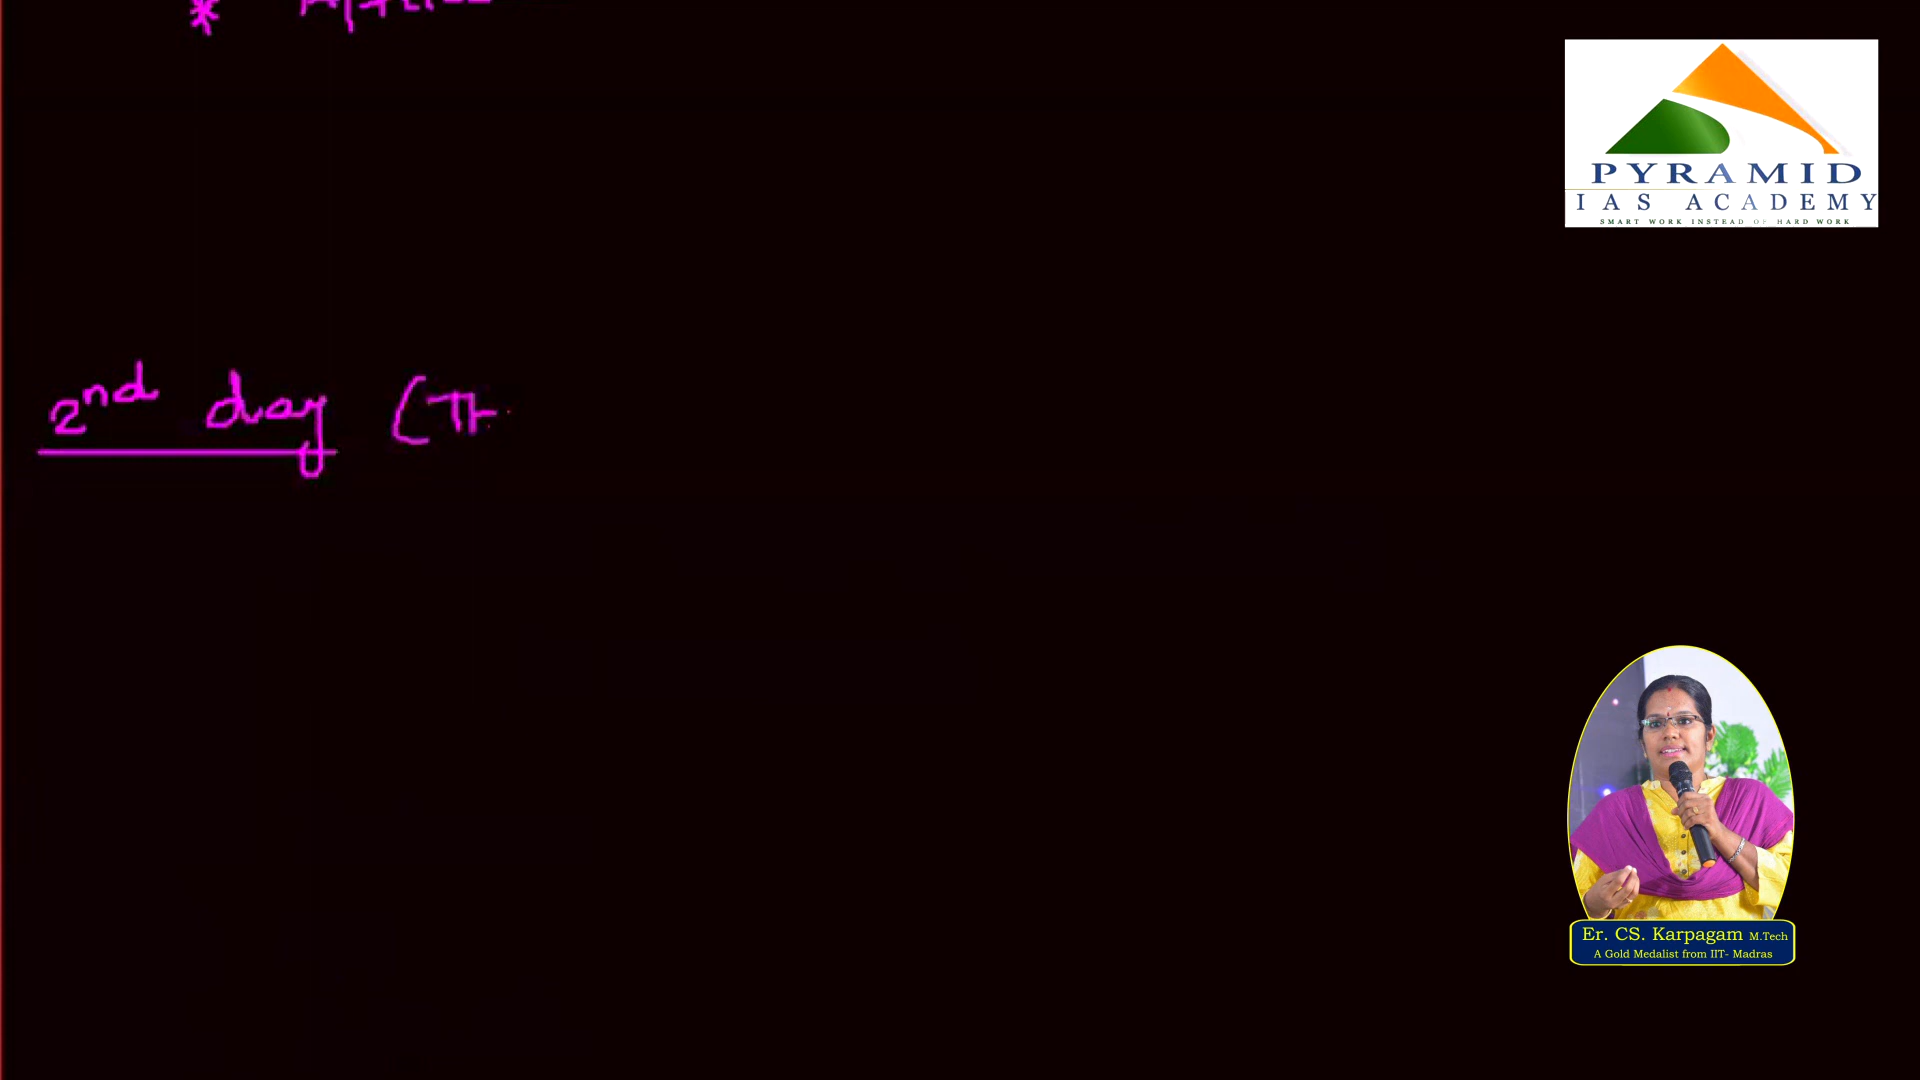 2nd day (Th
PYRAMID
IAS ACADEMY
SMART WORK INSTEAD OF HARD WORK
Er. CS. Karpagam M.Tech
A Gold Medalist from IIT- Madras